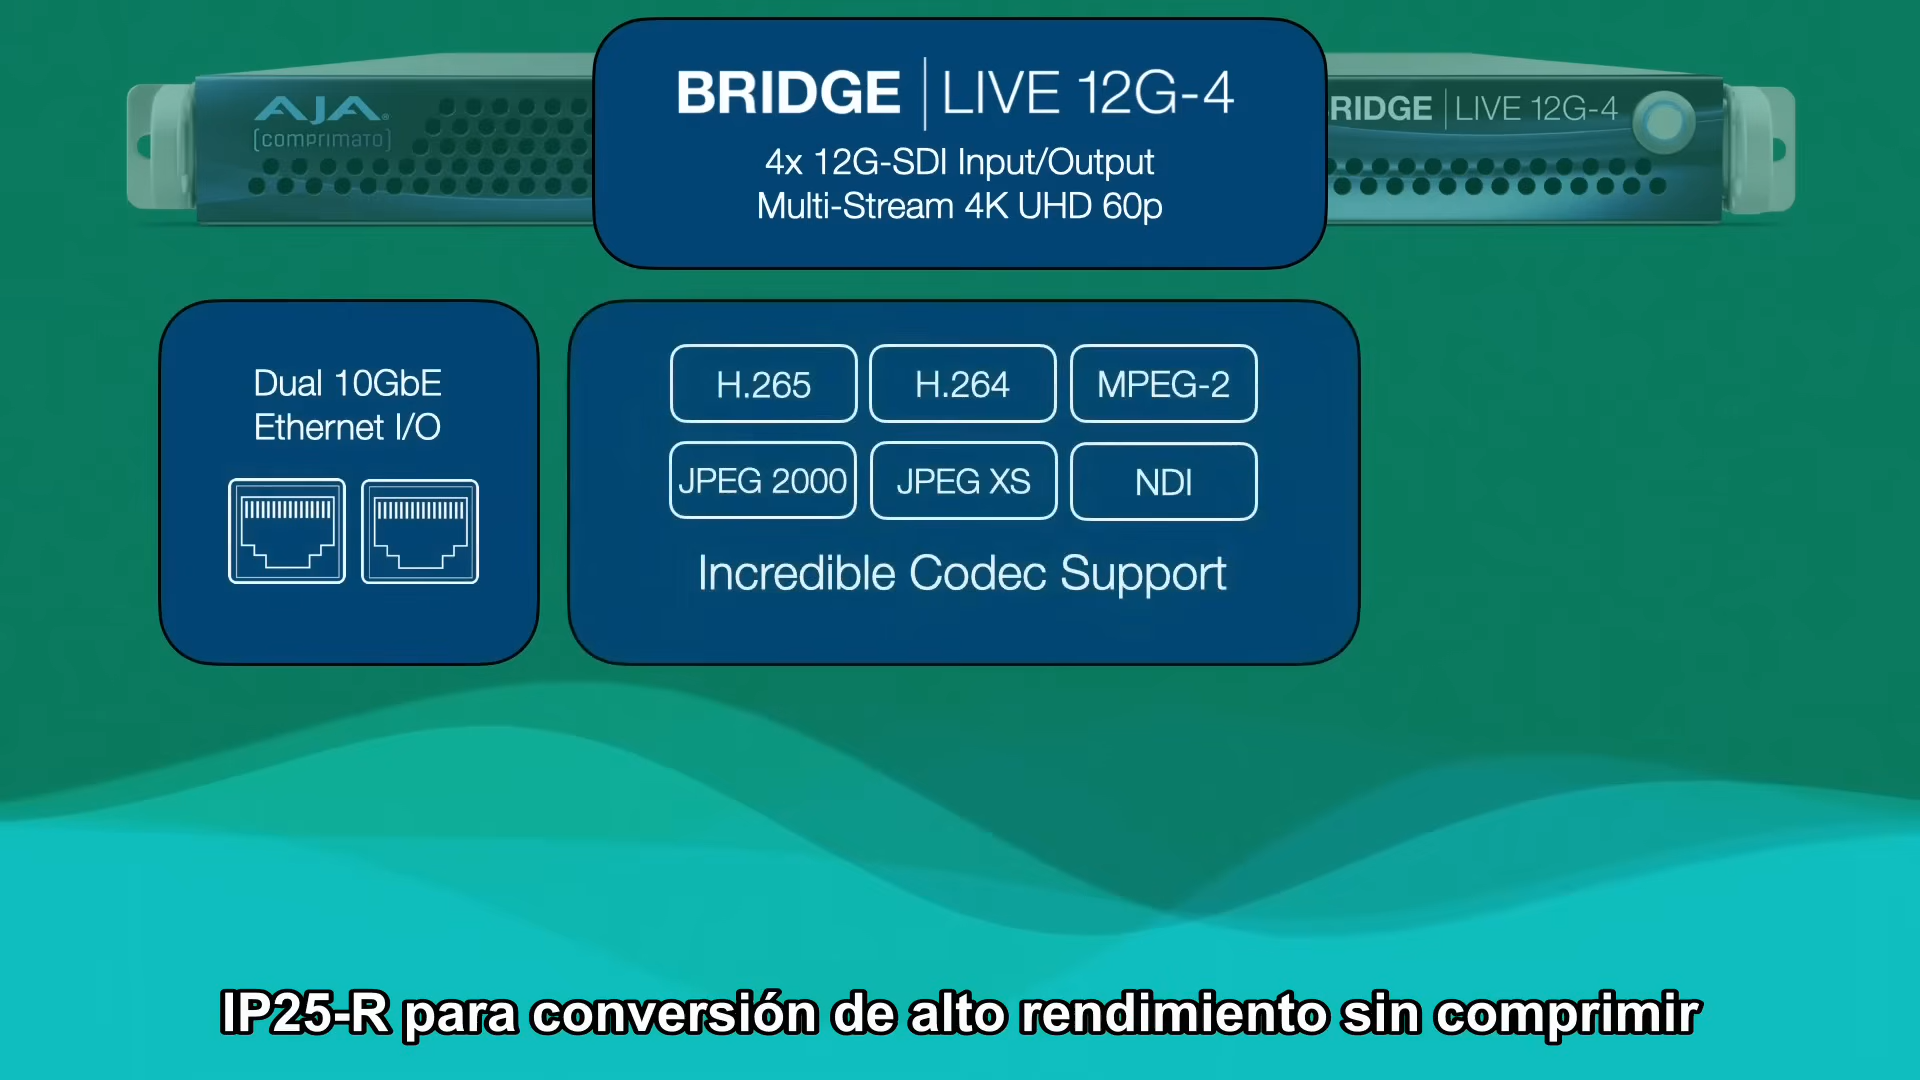 AJA
comprimato
BRIDGE | LIVE 12G-4
4x 12G-SDI Input/Output
Multi-Stream 4K UHD 60p
RIDGE | LIVE 12G-4
Dual 10GbE
Ethernet I/O
H.265
H.264
MPEG-2
JPEG 2000
JPEG XS
NDI
Incredible Codec Support
IP25-R para conversión de alto rendimiento sin comprimir